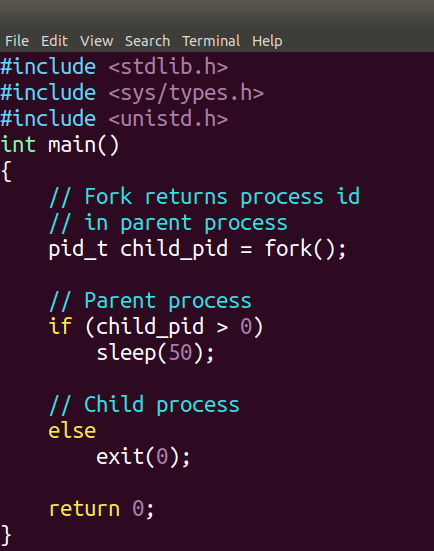 File Edit View Search Terminal Help
#include <stdlib.h>
#include <sys/types.h>
#include <unistd.h>
int main()
{
    // Fork returns process id
    // in parent process
    pid_t child_pid = fork();

    // Parent process
    if (child_pid > 0)
        sleep(50);

    // Child process
    else
        exit(0);

    return 0;
}